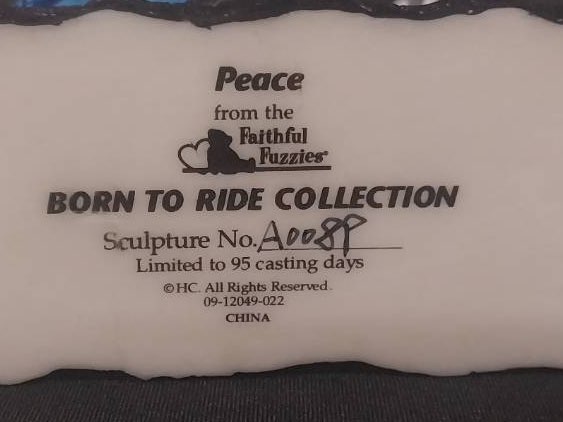 Peace
from the
Faithful
Fuzzies®
BORN TO RIDE COLLECTION
Sculpture No. A0089
Limited to 95 casting days
©HC. All Rights Reserved.
09-12049-022
CHINA